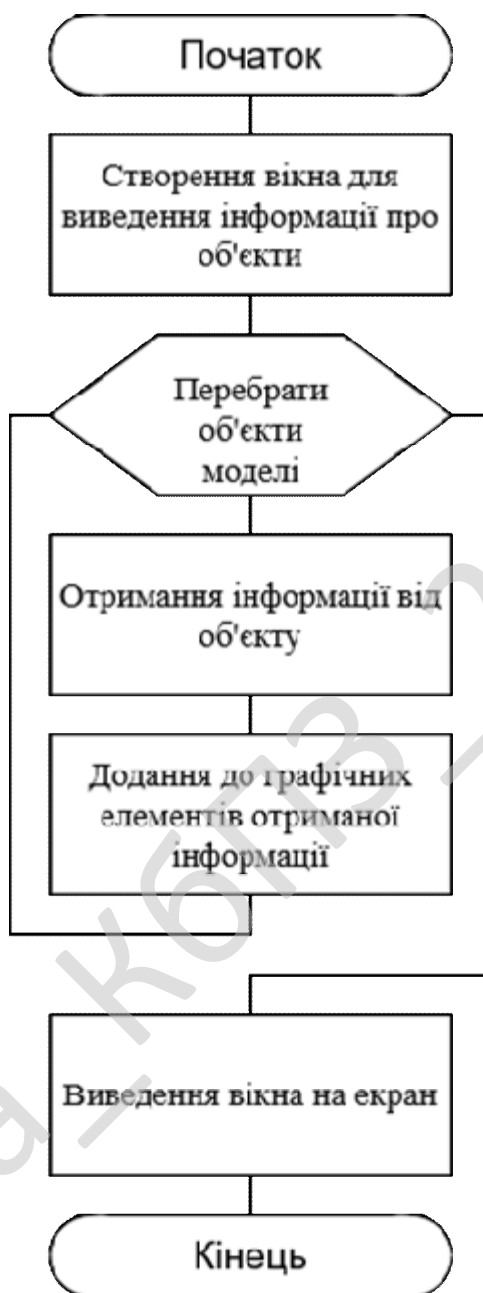 Початок
Створення вікна для
виведення інформації про
об'єкти
Перебрати
об'єкти
моделі
Отримання інформації від
об'єкту
Додання до графічних
елементів отриманої
інформації
Виведення вікна на екран
Кінець